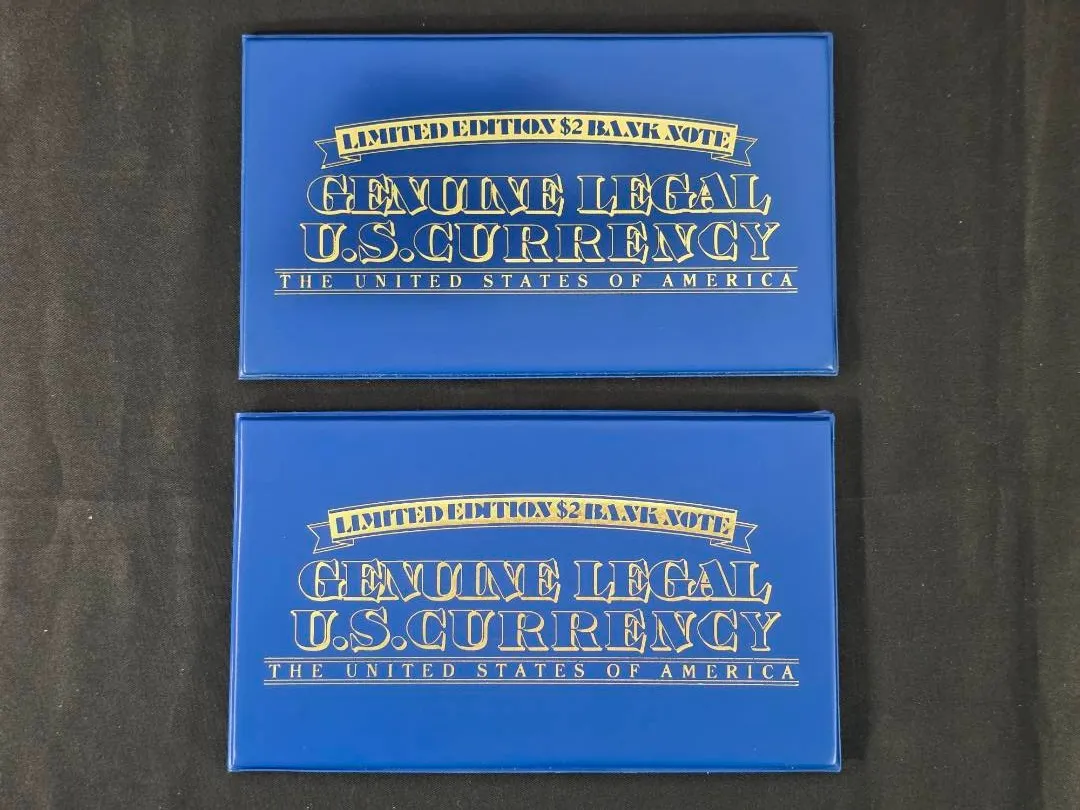 LIMITED EDITION $2 BANK NOTE
GENUINE LEGAL
U.S.CURRENCY
THE UNITED STATES OF AMERICA
LIMITED EDITION $2 BANK NOTE
GENUINE LEGAL
U.S.CURRENCY
THE UNITED STATES OF AMERICA